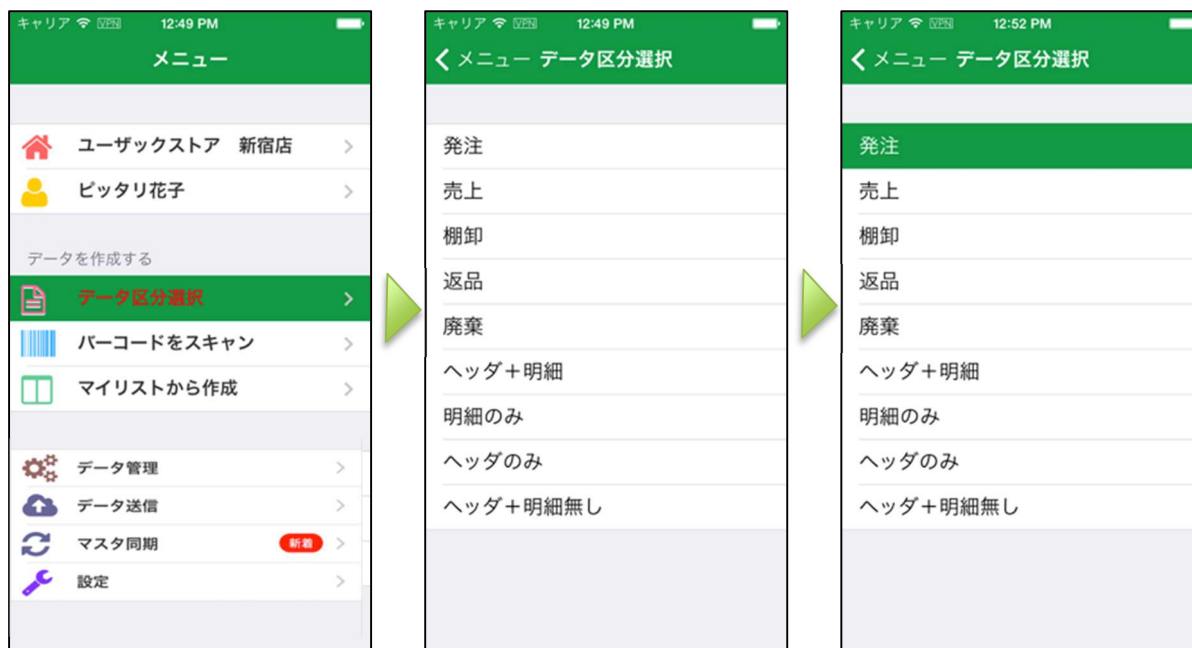 キャリア VPN 12:49 PM
メニュー
ユーザックストア 新宿店
ピッタリ花子
データを作成する
データ区分選択
バーコードをスキャン
マイリストから作成
データ管理
データ送信
マスタ同期 新着
設定
キャリア VPN 12:49 PM
メニュー データ区分選択
発注
売上
棚卸
返品
廃棄
ヘッダ+明細
明細のみ
ヘッダのみ
ヘッダ+明細無し
キャリア VPN 12:52 PM
メニュー データ区分選択
発注
売上
棚卸
返品
廃棄
ヘッダ+明細
明細のみ
ヘッダのみ
ヘッダ+明細無し